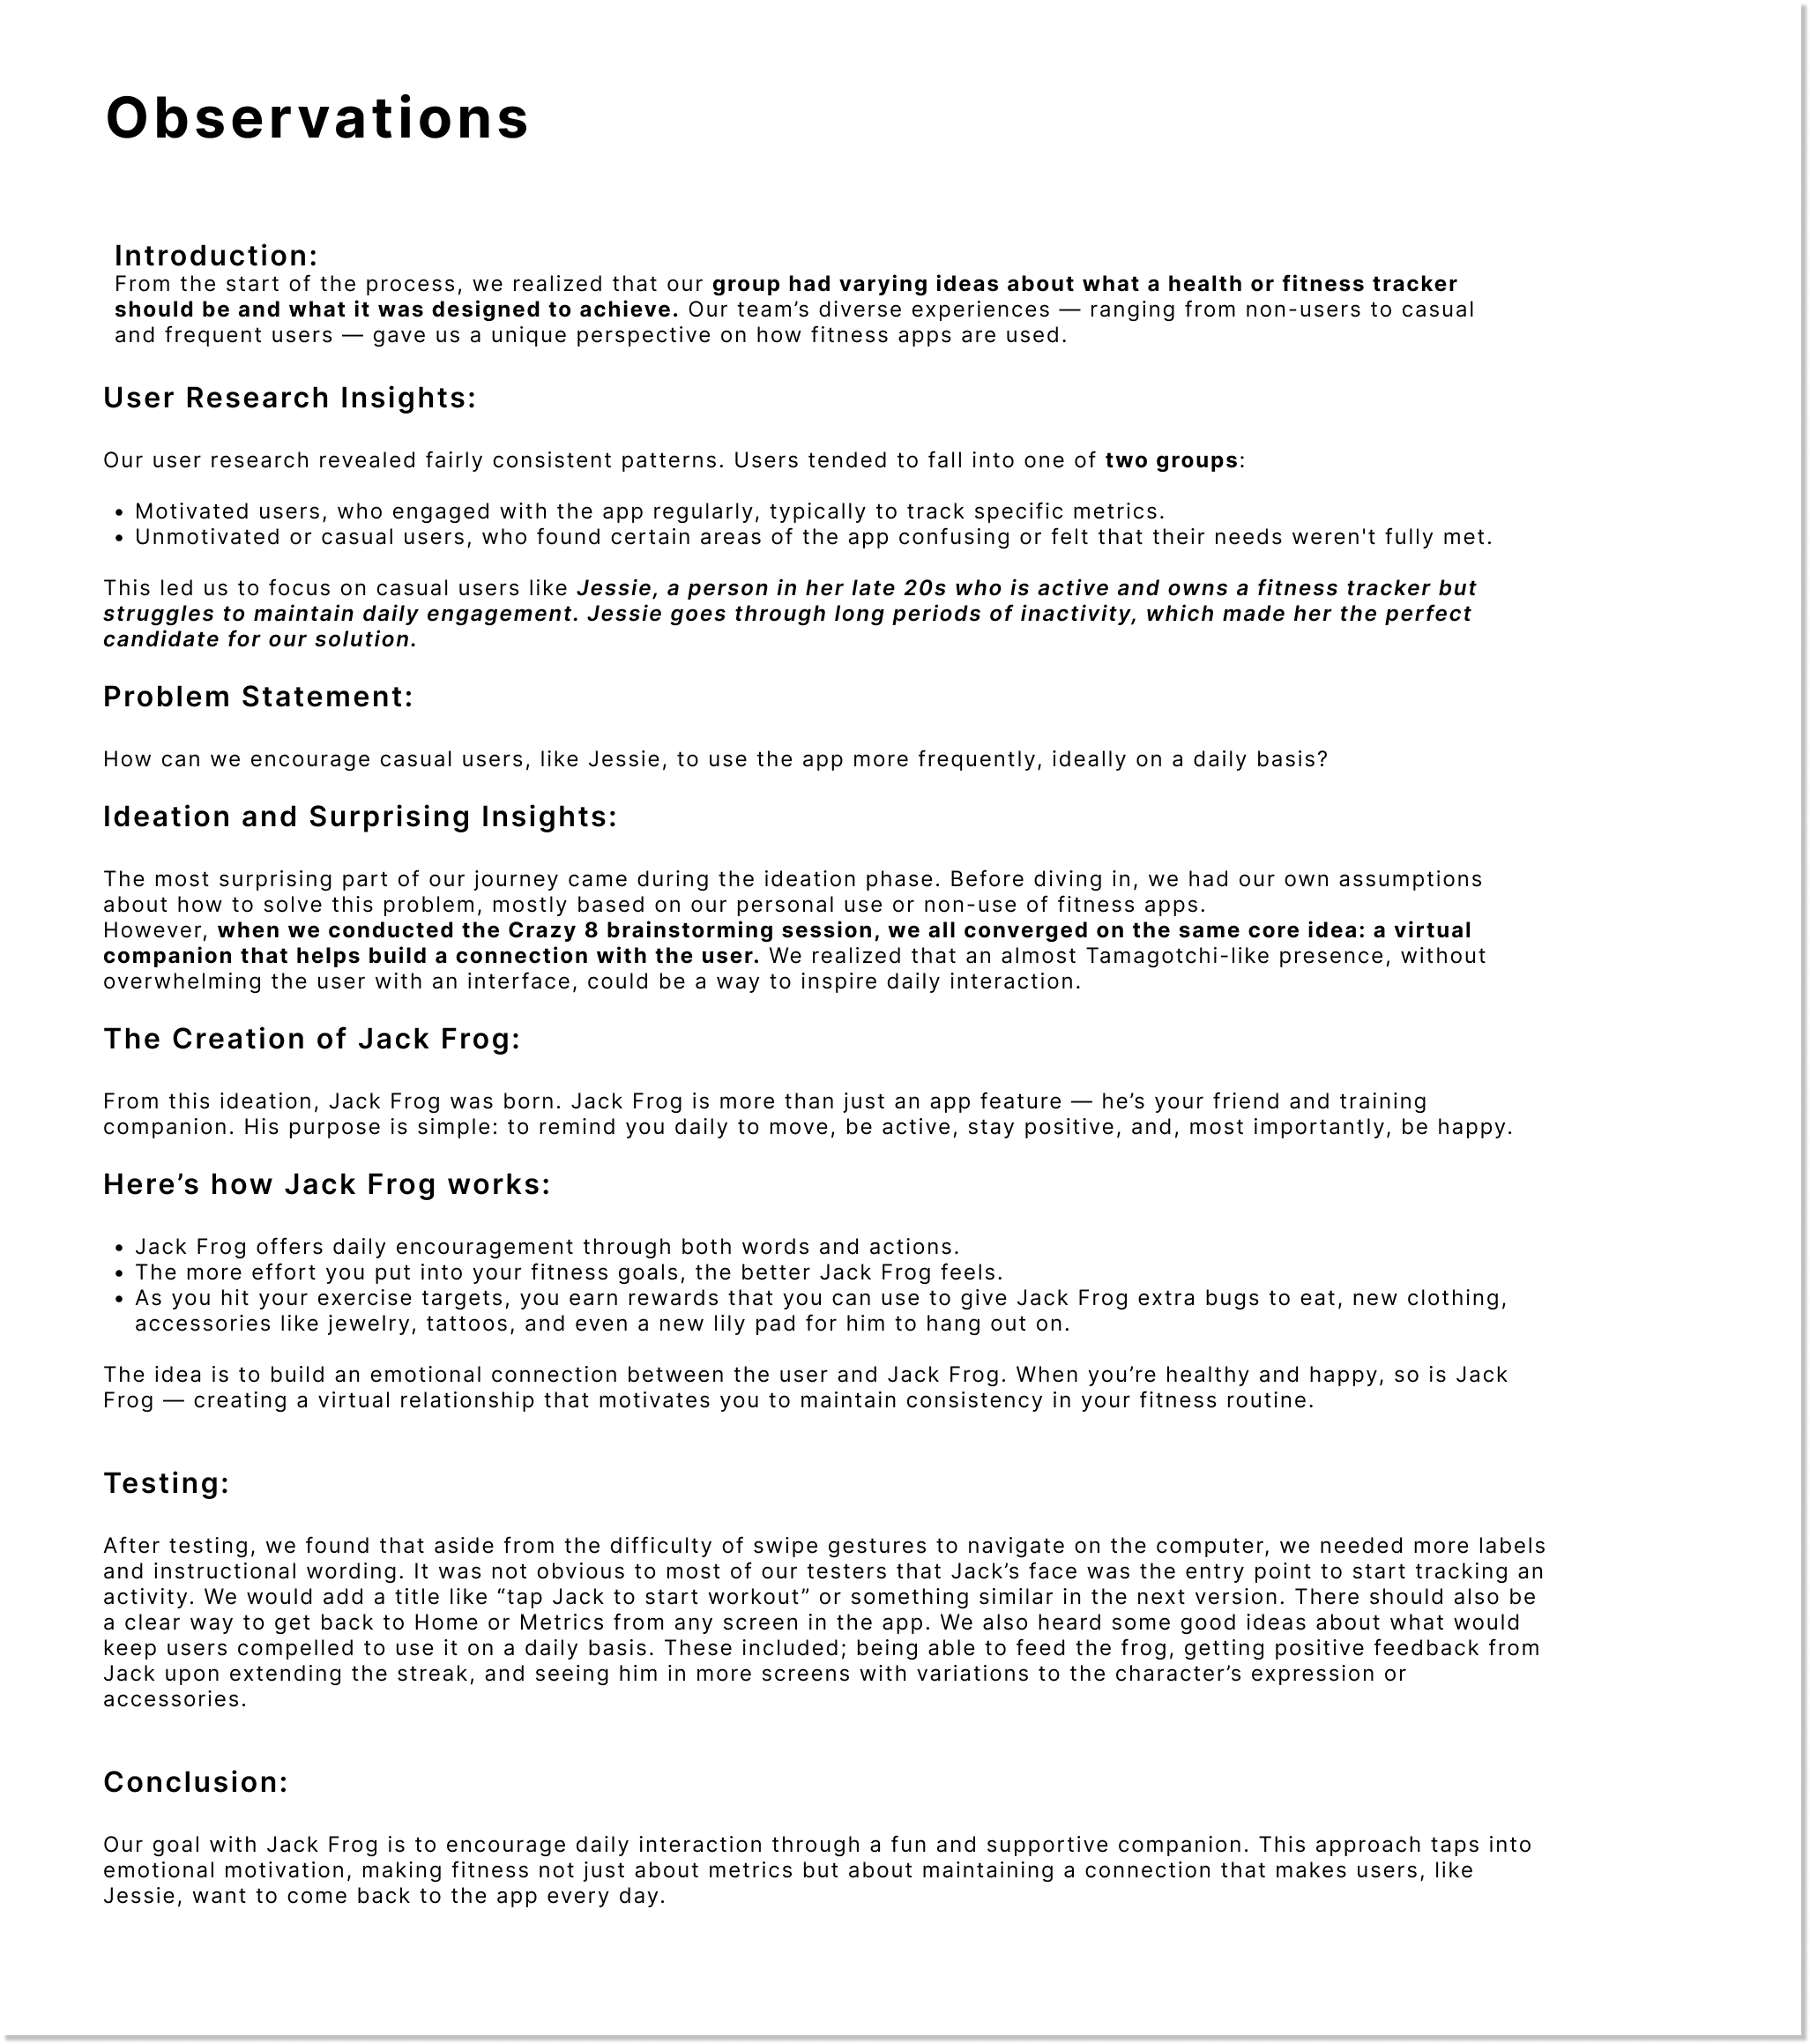 Observations
Introduction:
From the start of the process, we realized that our group had varying ideas about what a health or fitness tracker
should be and what it was designed to achieve. Our team’s diverse experiences — ranging from non-users to casual
and frequent users — gave us a unique perspective on how fitness apps are used.
User Research Insights:
Our user research revealed fairly consistent patterns. Users tended to fall into one of two groups:
• Motivated users, who engaged with the app regularly, typically to track specific metrics.
• Unmotivated or casual users, who found certain areas of the app confusing or felt that their needs weren't fully met.
This led us to focus on casual users like Jessie, a person in her late 20s who is active and owns a fitness tracker but
struggles to maintain daily engagement. Jessie goes through long periods of inactivity, which made her the perfect
candidate for our solution.
Problem Statement:
How can we encourage casual users, like Jessie, to use the app more frequently, ideally on a daily basis?
Ideation and Surprising Insights:
The most surprising part of our journey came during the ideation phase. Before diving in, we had our own assumptions
about how to solve this problem, mostly based on our personal use or non-use of fitness apps.
However, when we conducted the Crazy 8 brainstorming session, we all converged on the same core idea: a virtual
companion that helps build a connection with the user. We realized that an almost Tamagotchi-like presence, without
overwhelming the user with an interface, could be a way to inspire daily interaction.
The Creation of Jack Frog:
From this ideation, Jack Frog was born. Jack Frog is more than just an app feature — he’s your friend and training
companion. His purpose is simple: to remind you daily to move, be active, stay positive, and, most importantly, be happy.
Here’s how Jack Frog works:
• Jack Frog offers daily encouragement through both words and actions.
• The more effort you put into your fitness goals, the better Jack Frog feels.
• As you hit your exercise targets, you earn rewards that you can use to give Jack Frog extra bugs to eat, new clothing,
accessories like jewelry, tattoos, and even a new lily pad for him to hang out on.
The idea is to build an emotional connection between the user and Jack Frog. When you’re healthy and happy, so is Jack
Frog — creating a virtual relationship that motivates you to maintain consistency in your fitness routine.
Testing:
After testing, we found that aside from the difficulty of swipe gestures to navigate on the computer, we needed more labels
and instructional wording. It was not obvious to most of our testers that Jack’s face was the entry point to start tracking an
activity. We would add a title like “tap Jack to start workout” or something similar in the next version. There should also be
a clear way to get back to Home or Metrics from any screen in the app. We also heard some good ideas about what would
keep users compelled to use it on a daily basis. These included; being able to feed the frog, getting positive feedback from
Jack upon extending the streak, and seeing him in more screens with variations to the character’s expression or
accessories.
Conclusion:
Our goal with Jack Frog is to encourage daily interaction through a fun and supportive companion. This approach taps into
emotional motivation, making fitness not just about metrics but about maintaining a connection that makes users, like
Jessie, want to come back to the app every day.